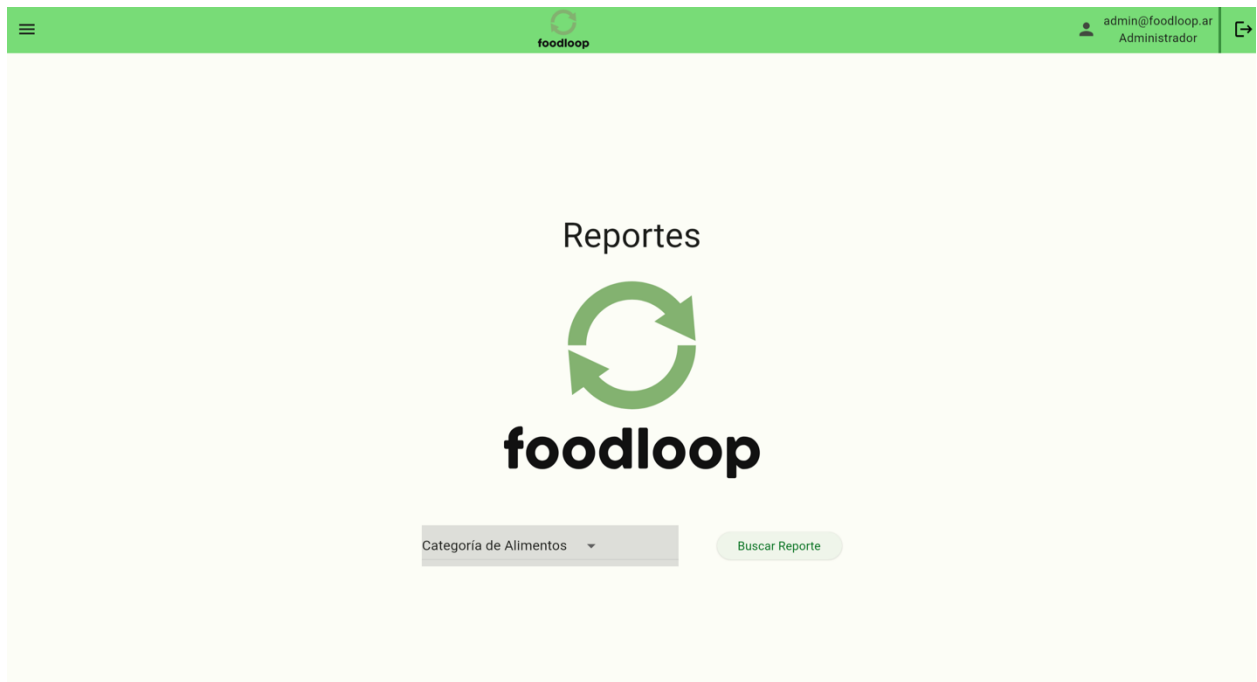 foodloop
admin@foodloop.ar
Administrador
Reportes
foodloop
Categoría de Alimentos
Buscar Reporte